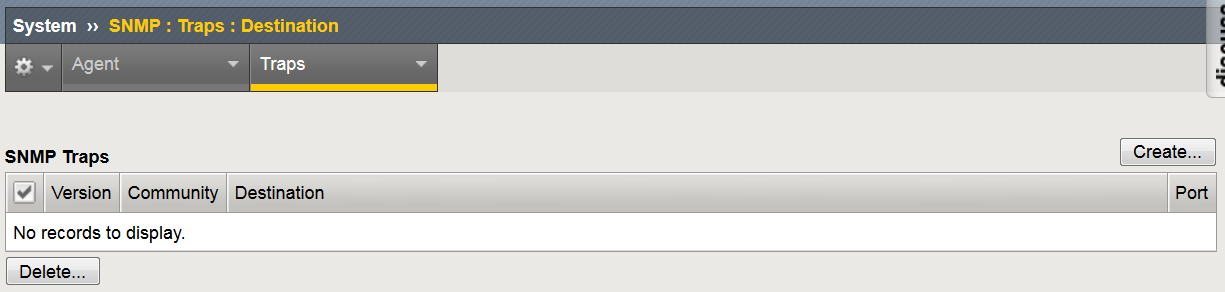 System ›› SNMP : Traps : Destination
Agent Traps
SNMP Traps
Create...
Version Community Destination Port
No records to display.
Delete...